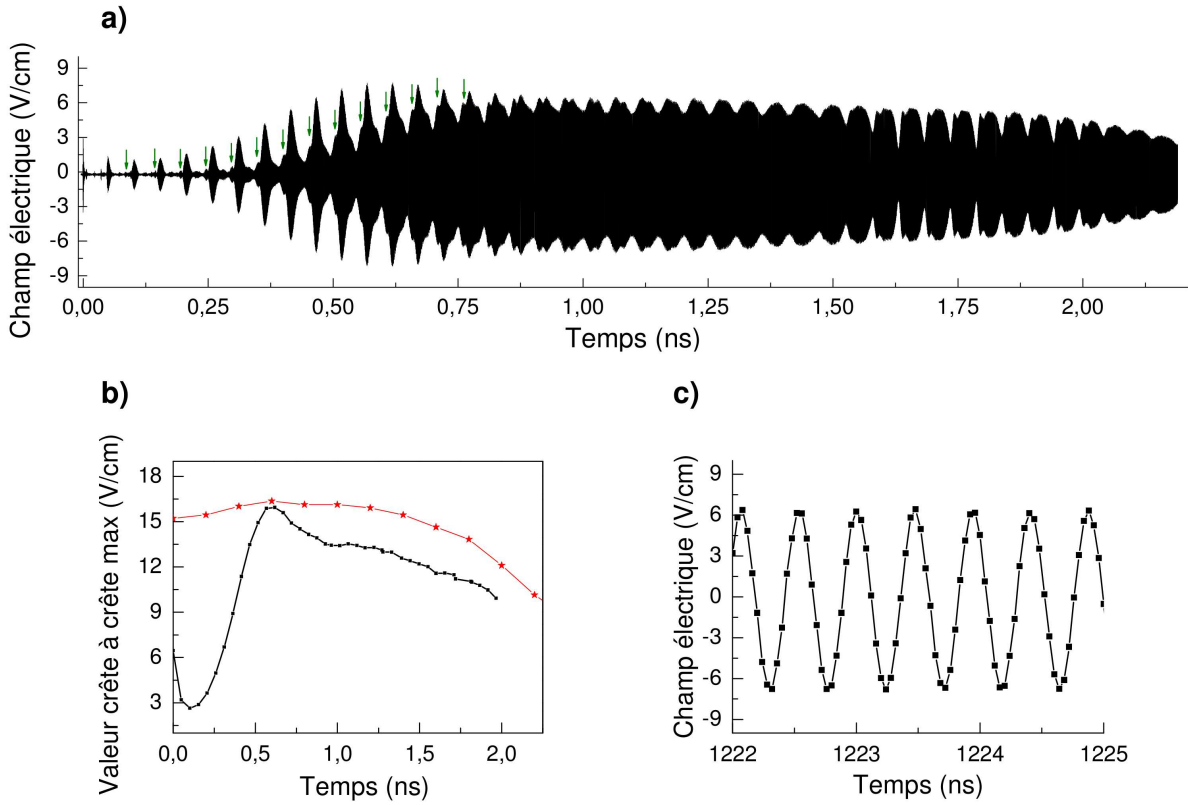 a)
Champ électrique (V/cm)
9
6
3
0
-3
-6
-9
0,00 0,25 0,50 0,75 1,00 1,25 1,50 1,75 2,00
Temps (ns)
b)
Valeur crête à crête max (V/cm)
18
15
12
9
6
3
0,0 0,5 1,0 1,5 2,0
Temps (ns)
c)
Champ électrique (V/cm)
9
6
3
0
-3
-6
-9
1222 1223 1224 1225
Temps (ns)